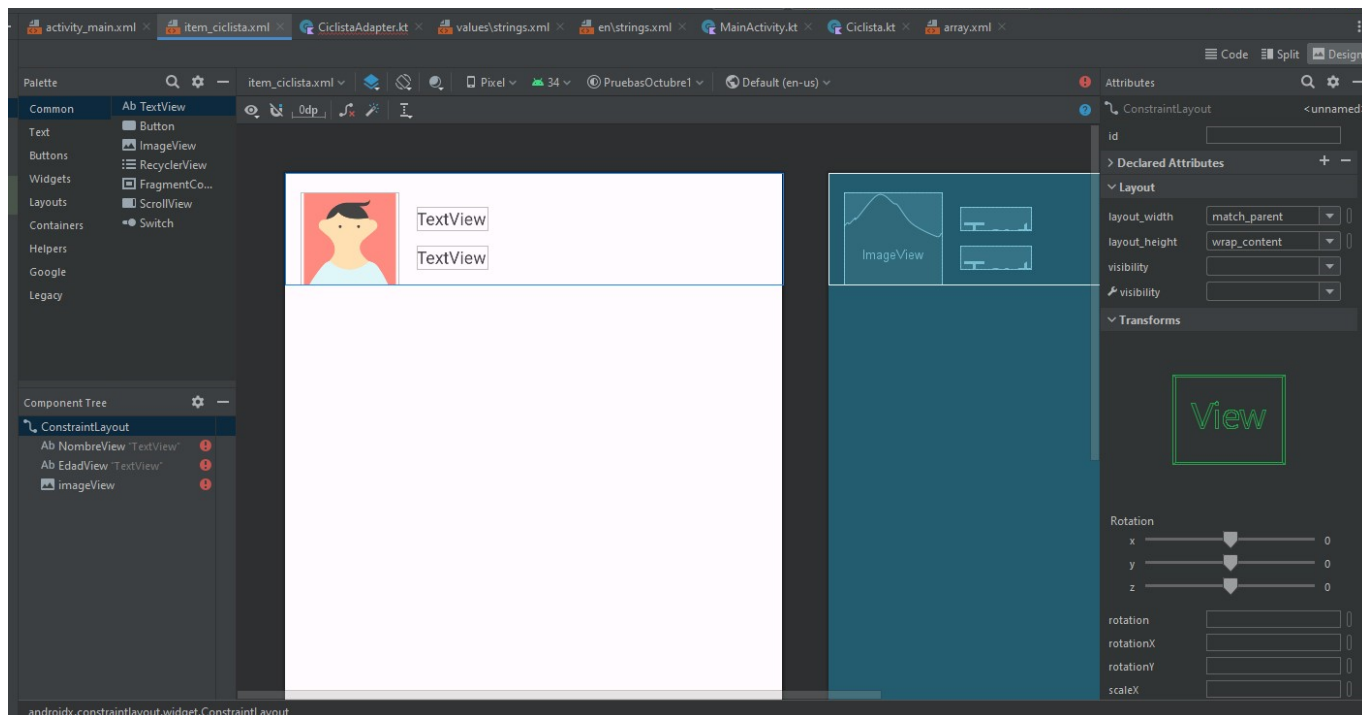 activity_main.xml × item_ciclista.xml × CiclistaAdapter.kt × values\strings.xml × en\strings.xml × MainActivity.kt × Ciclista.kt × array.xml ×
Code Split Design
Palette item_ciclista.xml Pixel 34 PruebasOctubre1 Default (en-us) Attributes
Common
Text
Buttons
Widgets
Layouts
Containers
Helpers
Google
Legacy
Ab TextView
Button
ImageView
RecyclerView
FragmentCo...
ScrollView
Switch
0dp
TextView
TextView
ImageView
Component Tree
ConstraintLayout
Ab NombreView "TextView"
Ab EdadView "TextView"
imageView
ConstraintLayout <unnamed>
id
Declared Attributes + −
Layout
layout_width match_parent
layout_height wrap_content
visibility
visibility
Transforms
View
Rotation
x 0
y 0
z 0
rotation
rotationX
rotationY
scaleX
androidx.constraintlayout.widget.ConstraintLayout